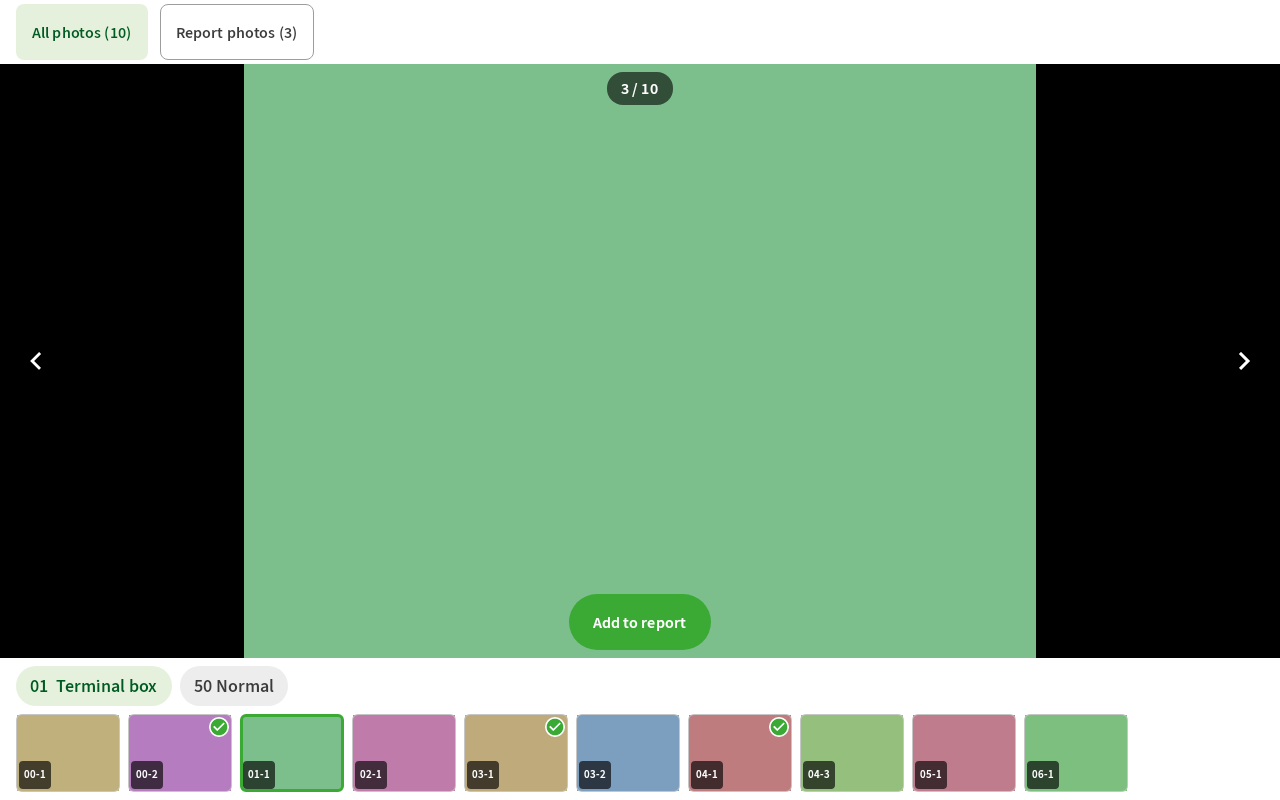 All photos (10)
Report photos (3)
3 / 10
Add to report
01 Terminal box
50 Normal
00-1
00-2
01-1
02-1
03-1
03-2
04-1
04-3
05-1
06-1